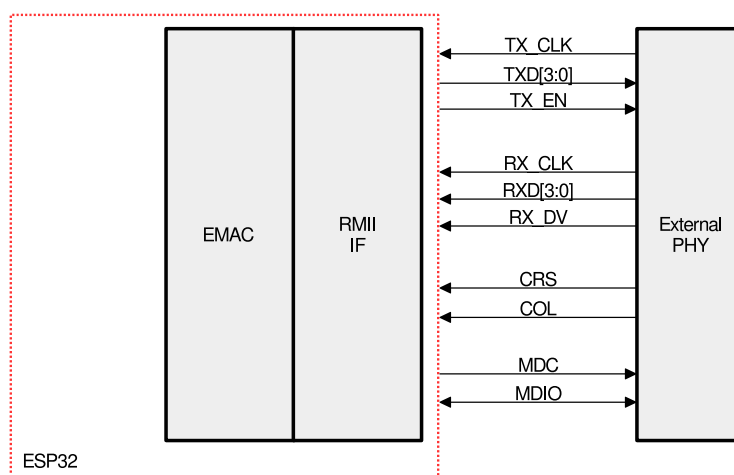 TX_CLK
TXD[3:0]
TX_EN
RX_CLK
RXD[3:0]
RX_DV
EMAC
RMII
IF
External
PHY
CRS
COL
MDC
MDIO
ESP32